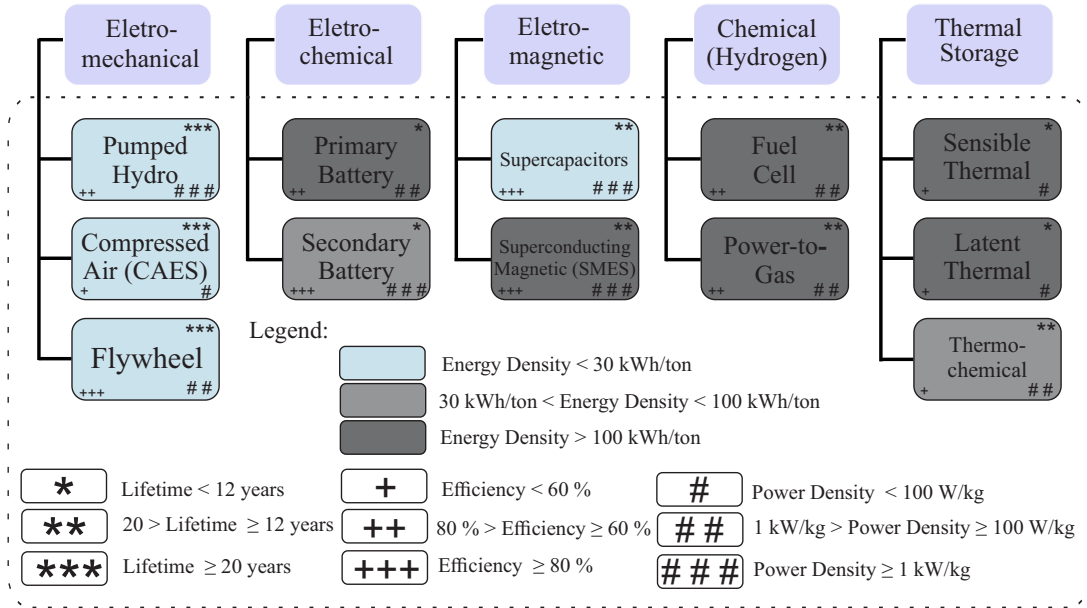 Eletro-
mechanical
Eletro-
chemical
Eletro-
magnetic
Chemical
(Hydrogen)
Thermal
Storage
***
Pumped
Hydro
++ # # #
*
Primary
Battery
++ # #
**
Supercapacitors
+++ # # #
**
Fuel
Cell
++ # #
*
Sensible
Thermal
+ #
***
Compressed
Air (CAES)
+ #
*
Secondary
Battery
+++ # # #
**
Superconducting
Magnetic (SMES)
+++ # # #
**
Power-to-
Gas
++ # #
*
Latent
Thermal
+ #
***
Flywheel
+++ # #
**
Thermo-
chemical
+ # #
Legend:
Energy Density < 30 kWh/ton
30 kWh/ton < Energy Density < 100 kWh/ton
Energy Density > 100 kWh/ton
* Lifetime < 12 years
** 20 > Lifetime ≥ 12 years
*** Lifetime ≥ 20 years
+ Efficiency < 60 %
++ 80 % > Efficiency ≥ 60 %
+++ Efficiency ≥ 80 %
# Power Density < 100 W/kg
# # 1 kW/kg > Power Density ≥ 100 W/kg
# # # Power Density ≥ 1 kW/kg